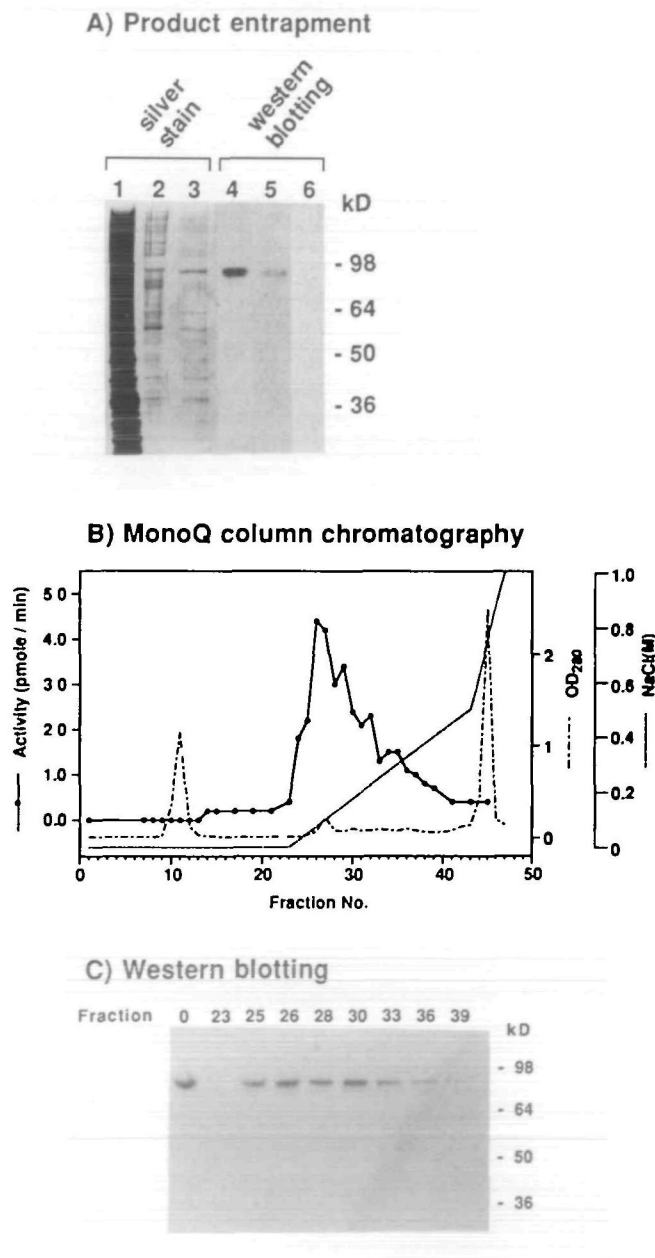 A) Product entrapment
silver stain
western blotting
1 2 3 4 5 6 kD
- 98
- 64
- 50
- 36
B) MonoQ column chromatography
Activity (pmole / min)
5 0
4.0
3 0
2 0
1.0
0.0
0 10 20 30 40 50
Fraction No.
2
1
0
OD280
1.0
0.8
0.6
0.4
0.2
0
NaCl(M)
C) Western blotting
Fraction 0 23 25 26 28 30 33 36 39
kD
- 98
- 64
- 50
- 36